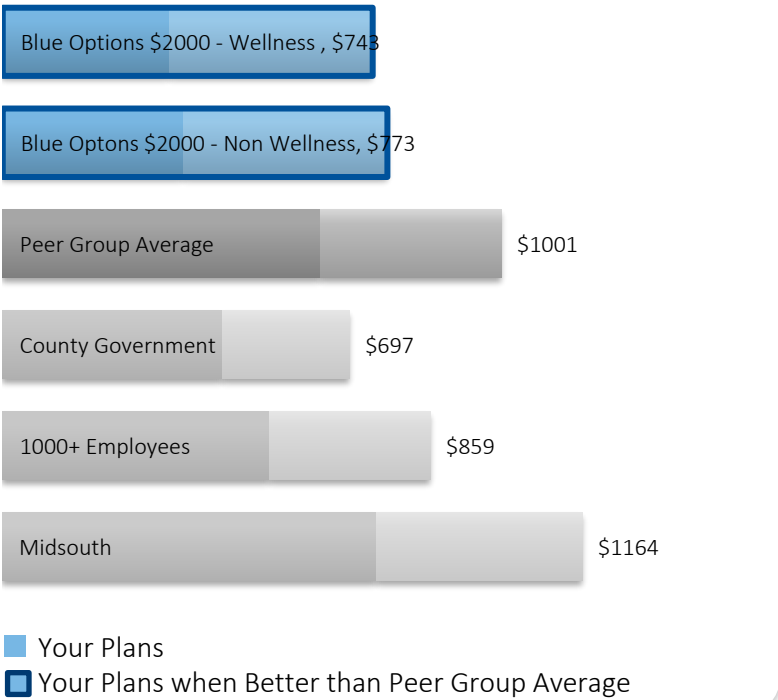 Blue Options $2000 - Wellness , $743
Blue Optons $2000 - Non Wellness, $773
Peer Group Average $1001
County Government $697
1000+ Employees $859
Midsouth $1164
Your Plans
Your Plans when Better than Peer Group Average